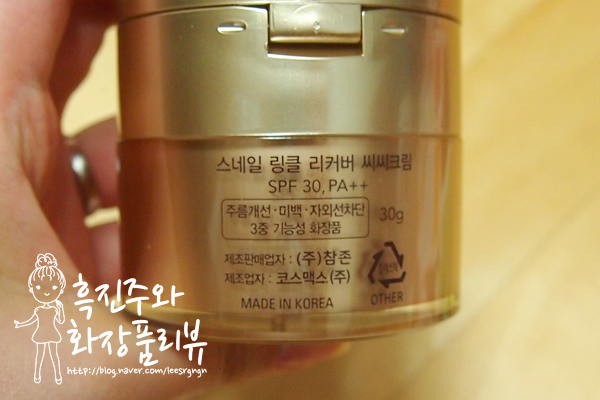 스네일 링클 리커버 씨씨크림
SPF 30, PA++
주름개선·미백·자외선차단
3중 기능성 화장품
30g
제조판매업자 : (주)참존
제조업자 : 코스맥스(주)
OTHER
MADE IN KOREA
흑진주와
화장품리뷰
http://blog.naver.com/leesrgngn